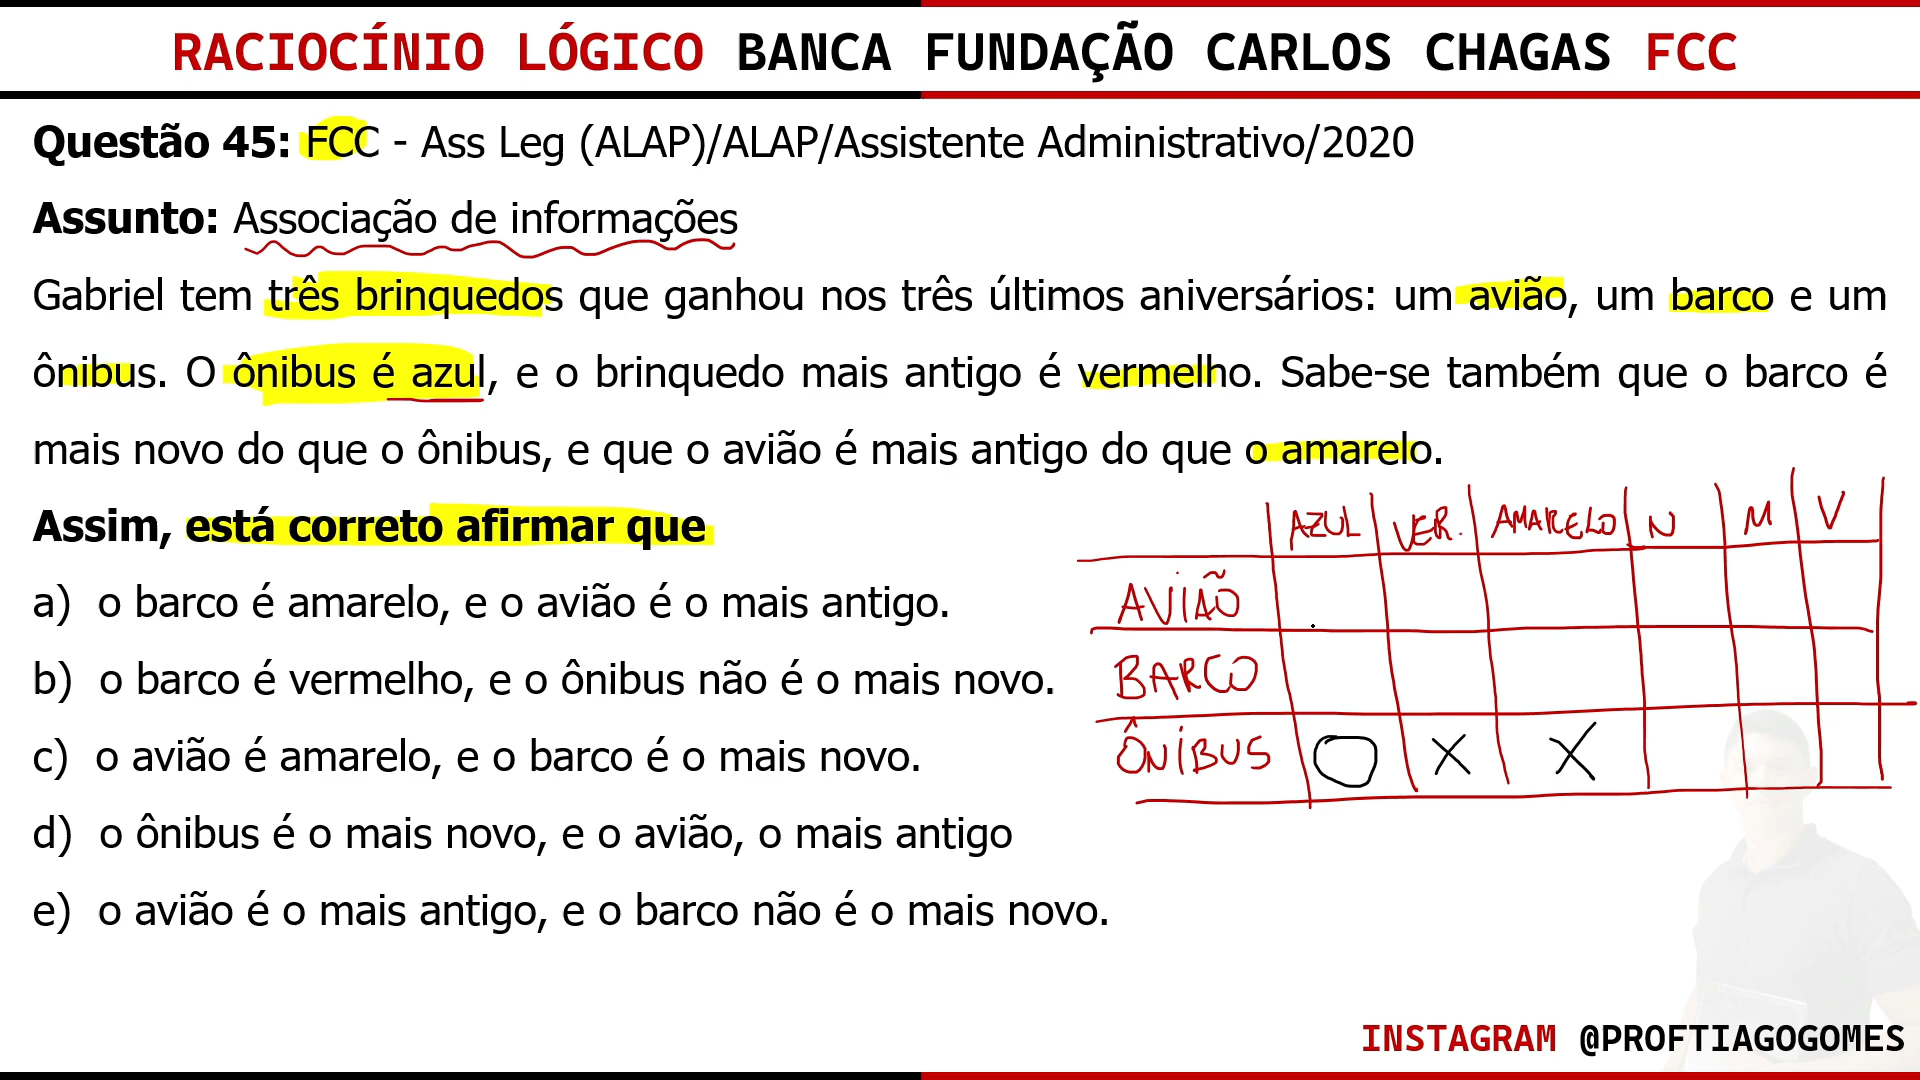 RACIOCÍNIO LÓGICO BANCA FUNDAÇÃO CARLOS CHAGAS FCC
Questão 45: FCC - Ass Leg (ALAP)/ALAP/Assistente Administrativo/2020
Assunto: Associação de informações
Gabriel tem três brinquedos que ganhou nos três últimos aniversários: um avião, um barco e um
ônibus. O ônibus é azul, e o brinquedo mais antigo é vermelho. Sabe-se também que o barco é
mais novo do que o ônibus, e que o avião é mais antigo do que o amarelo.
Assim, está correto afirmar que
a) o barco é amarelo, e o avião é o mais antigo.
b) o barco é vermelho, e o ônibus não é o mais novo.
c) o avião é amarelo, e o barco é o mais novo.
d) o ônibus é o mais novo, e o avião, o mais antigo
e) o avião é o mais antigo, e o barco não é o mais novo.
AZUL VER. AMARELO N M V
AVIÃO
BARCO
ÔNIBUS O X X
INSTAGRAM @PROFTIAGOGOMES